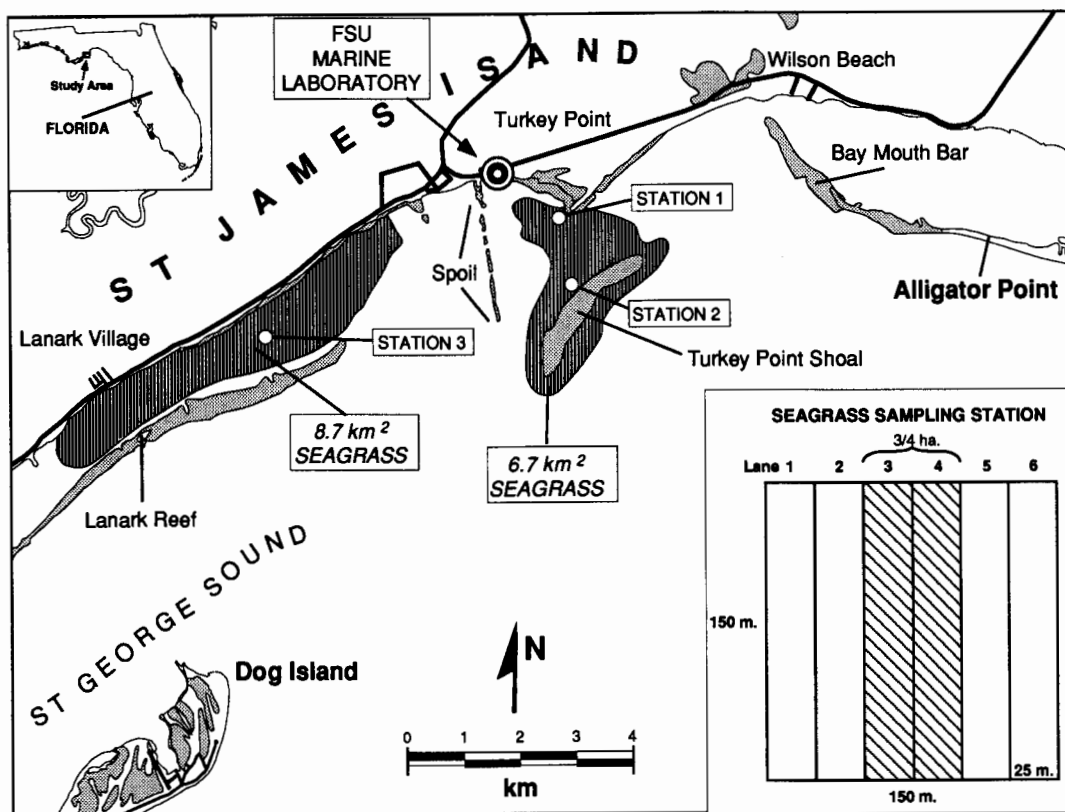 Study Area
FLORIDA
FSU
MARINE
LABORATORY
ST JAMES ISLAND
Wilson Beach
Turkey Point
Bay Mouth Bar
STATION 1
Spoil
STATION 2
Alligator Point
Lanark Village
STATION 3
Turkey Point Shoal
8.7 km 2
SEAGRASS
6.7 km 2
SEAGRASS
Lanark Reef
ST GEORGE SOUND
Dog Island
N
0 1 2 3 4
km
SEAGRASS SAMPLING STATION
3/4 ha.
Lane 1 2 3 4 5 6
150 m.
25 m.
150 m.